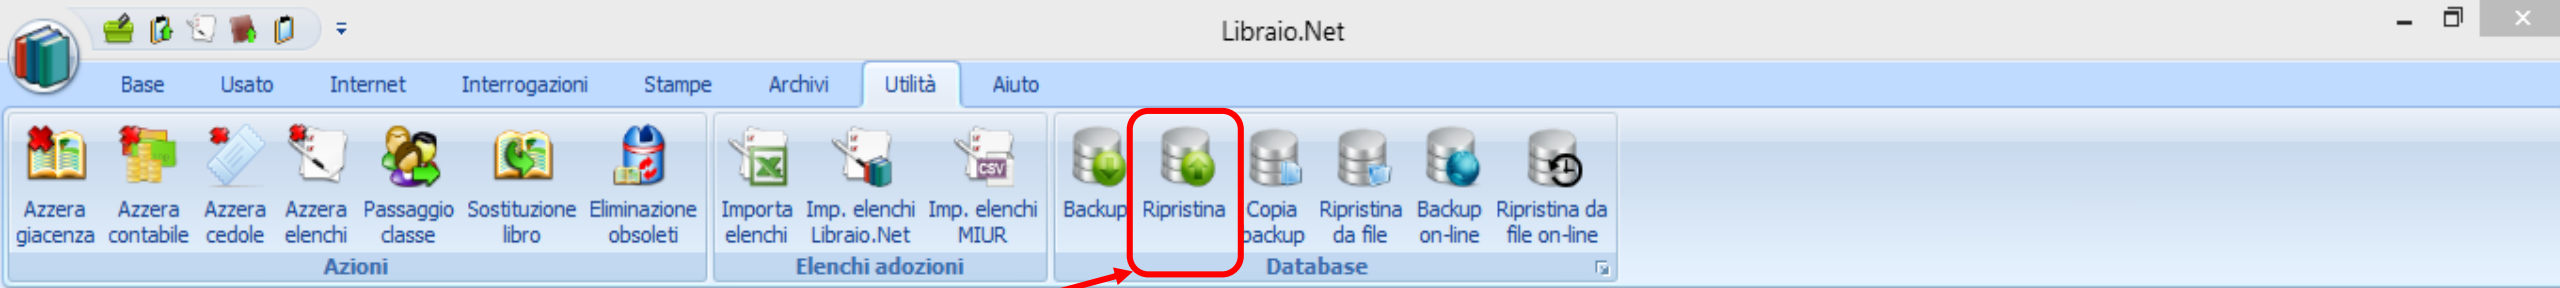 Libraio.Net
Base Usato Internet Interrogazioni Stampe Archivi Utilità Aiuto
Azzera giacenza
Azzera contabile
Azzera cedole
Azzera elenchi
Passaggio classe
Sostituzione libro
Eliminazione obsoleti
Azioni
Importa elenchi
Imp. elenchi Libraio.Net
Imp. elenchi MIUR
CSV
Elenchi adozioni
Backup
Ripristina
Copia backup
Ripristina da file
Backup on-line
Ripristina da file on-line
Database